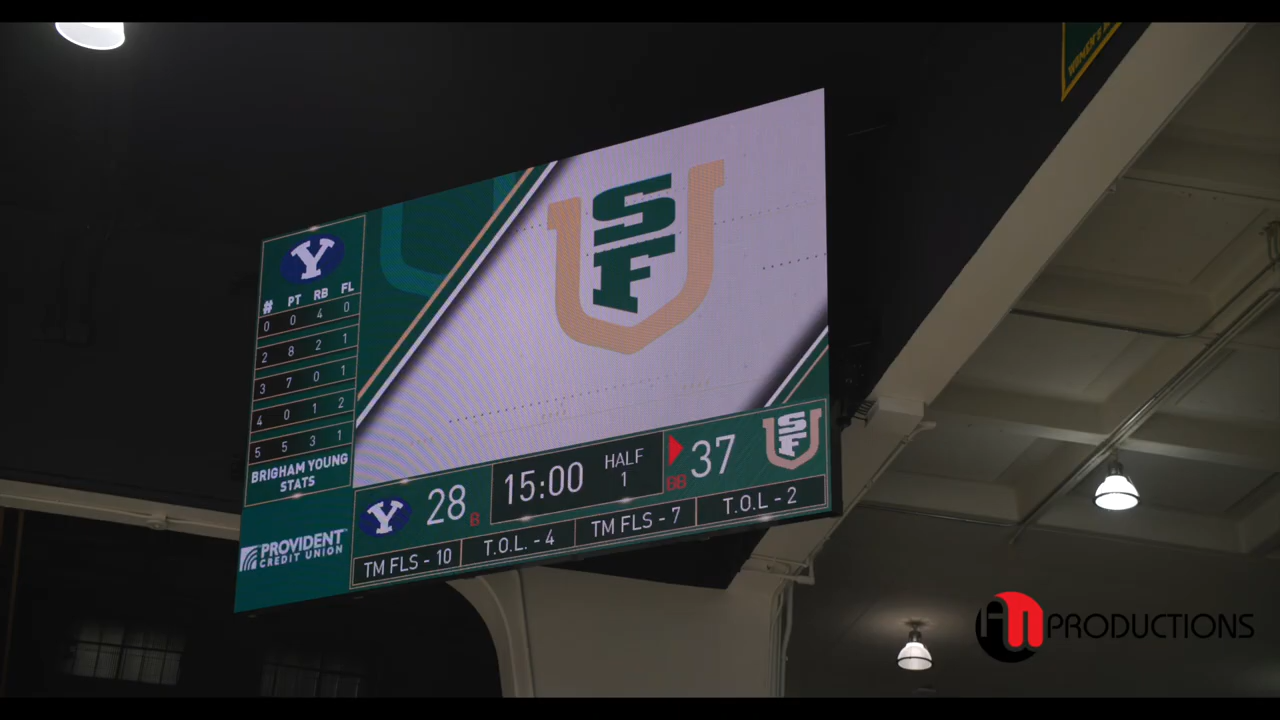 WOMEN'S
Y
# PT RB FL
0 0 4 0
2 8 2 1
3 7 0 1
4 0 1 2
5 5 3 1
BRIGHAM YOUNG
STATS
PROVIDENT
CREDIT UNION
SF
U
Y 28 B
15:00
HALF
1
BB 37
SF
U
TM FLS - 10
T.O.L. - 4
TM FLS - 7
T.O.L - 2
PRODUCTIONS